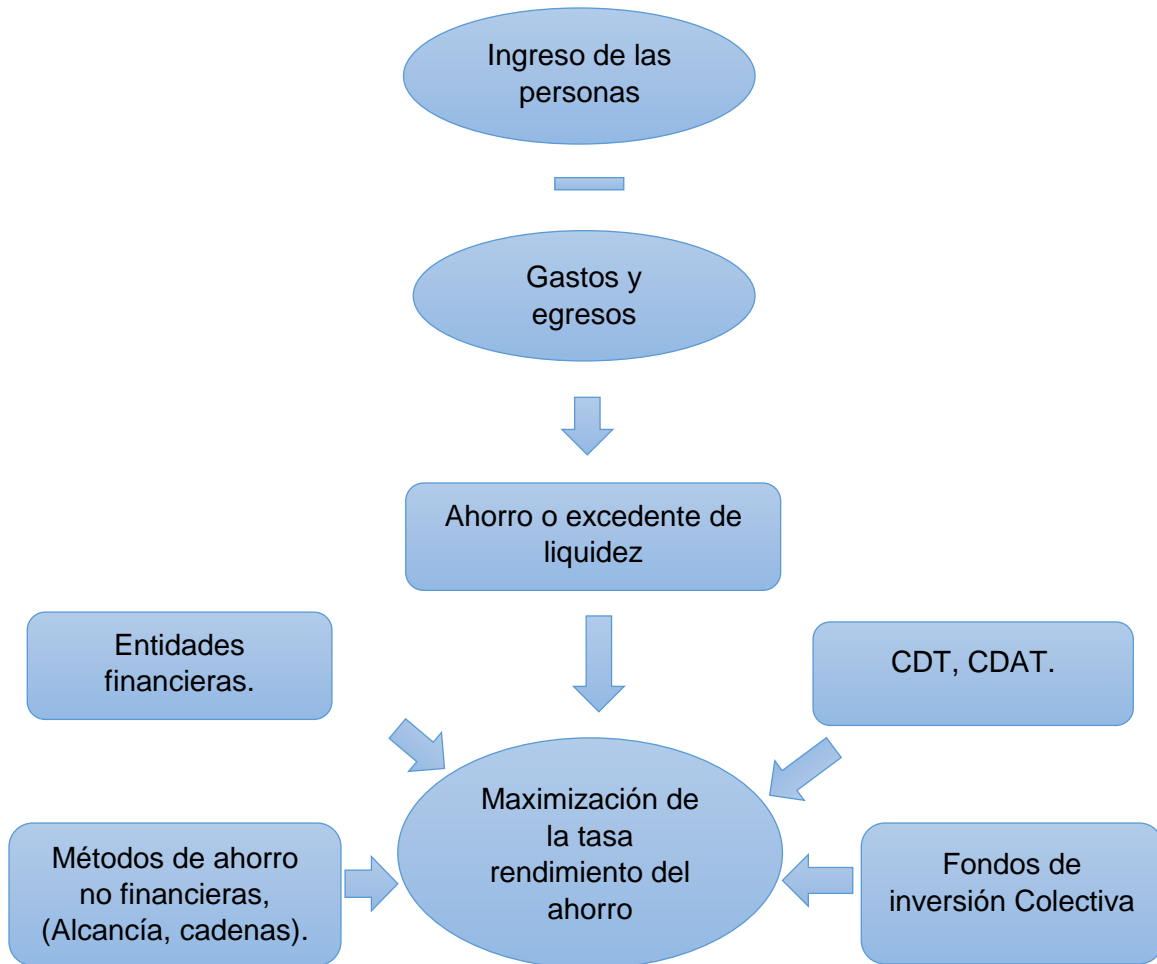 Ingreso de las
personas
Gastos y
egresos
Ahorro o excedente de
liquidez
Entidades
financieras.
CDT, CDAT.
Maximización de
la tasa
rendimiento del
ahorro
Métodos de ahorro
no financieras,
(Alcancía, cadenas).
Fondos de
inversión Colectiva